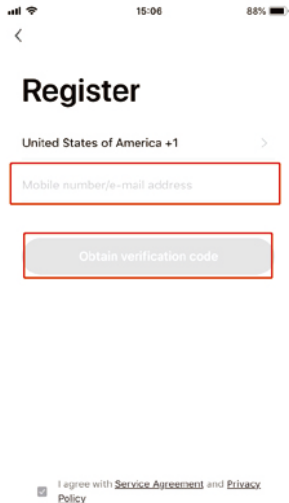 15:06
88%
Register
United States of America +1
Mobile number/e-mail address
Obtain verification code
I agree with Service Agreement and Privacy
Policy